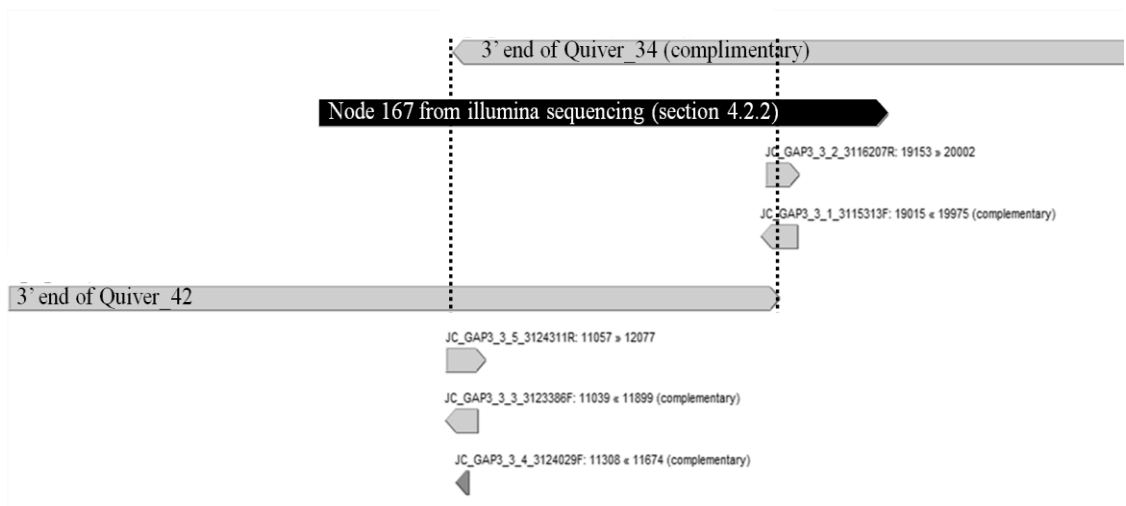 3’ end of Quiver_34 (complimentary)
Node 167 from illumina sequencing (section 4.2.2)
JC_GAP3_3_2_3116207R: 19153 » 20002
JC_GAP3_3_1_3115313F: 19015 « 19975 (complementary)
3’ end of Quiver_42
JC_GAP3_3_5_3124311R: 11057 » 12077
JC_GAP3_3_3_3123386F: 11039 « 11899 (complementary)
JC_GAP3_3_4_3124029F: 11308 « 11674 (complementary)